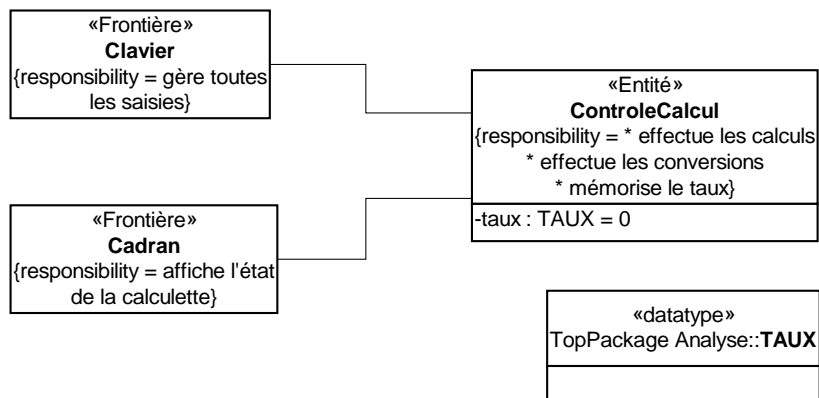 «Frontière»
Clavier
{responsibility = gère toutes
les saisies}
«Entité»
ControleCalcul
{responsibility = * effectue les calculs
* effectue les conversions
* mémorise le taux}
-taux : TAUX = 0
«Frontière»
Cadran
{responsibility = affiche l'état
de la calculette}
«datatype»
TopPackage Analyse::TAUX